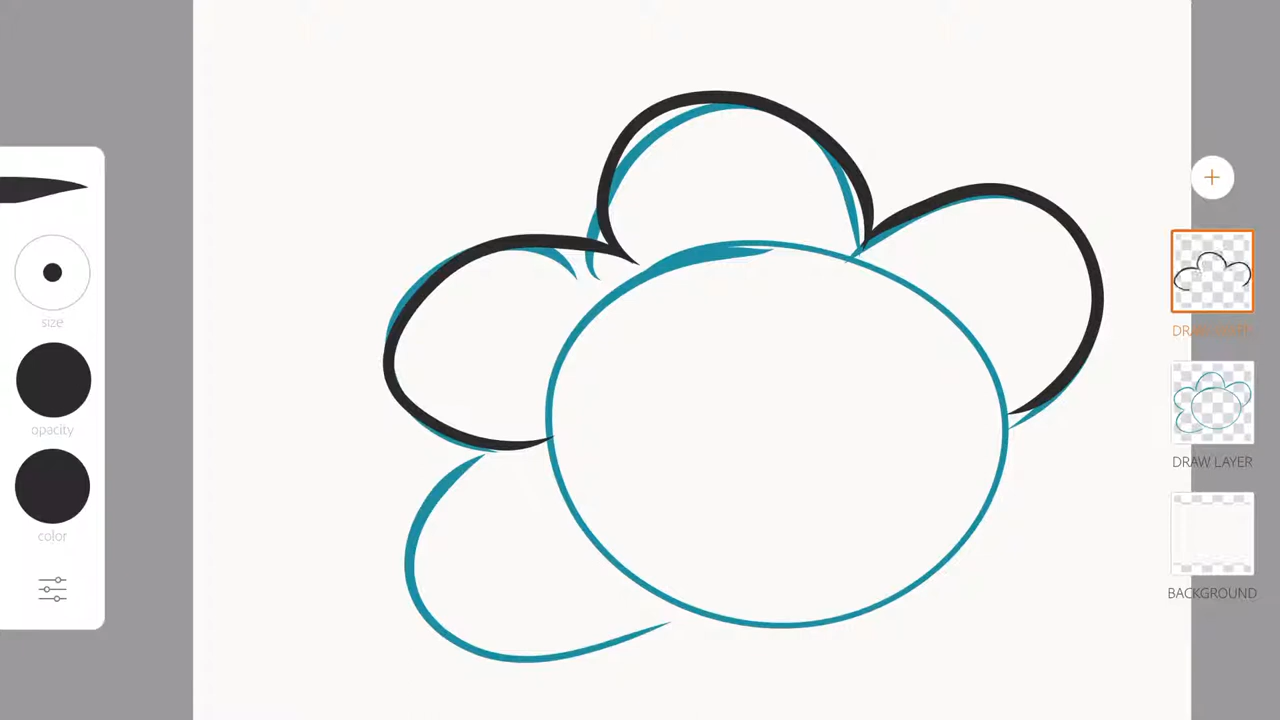 size
opacity
color
DRAW LAYER
DRAW LAYER
BACKGROUND